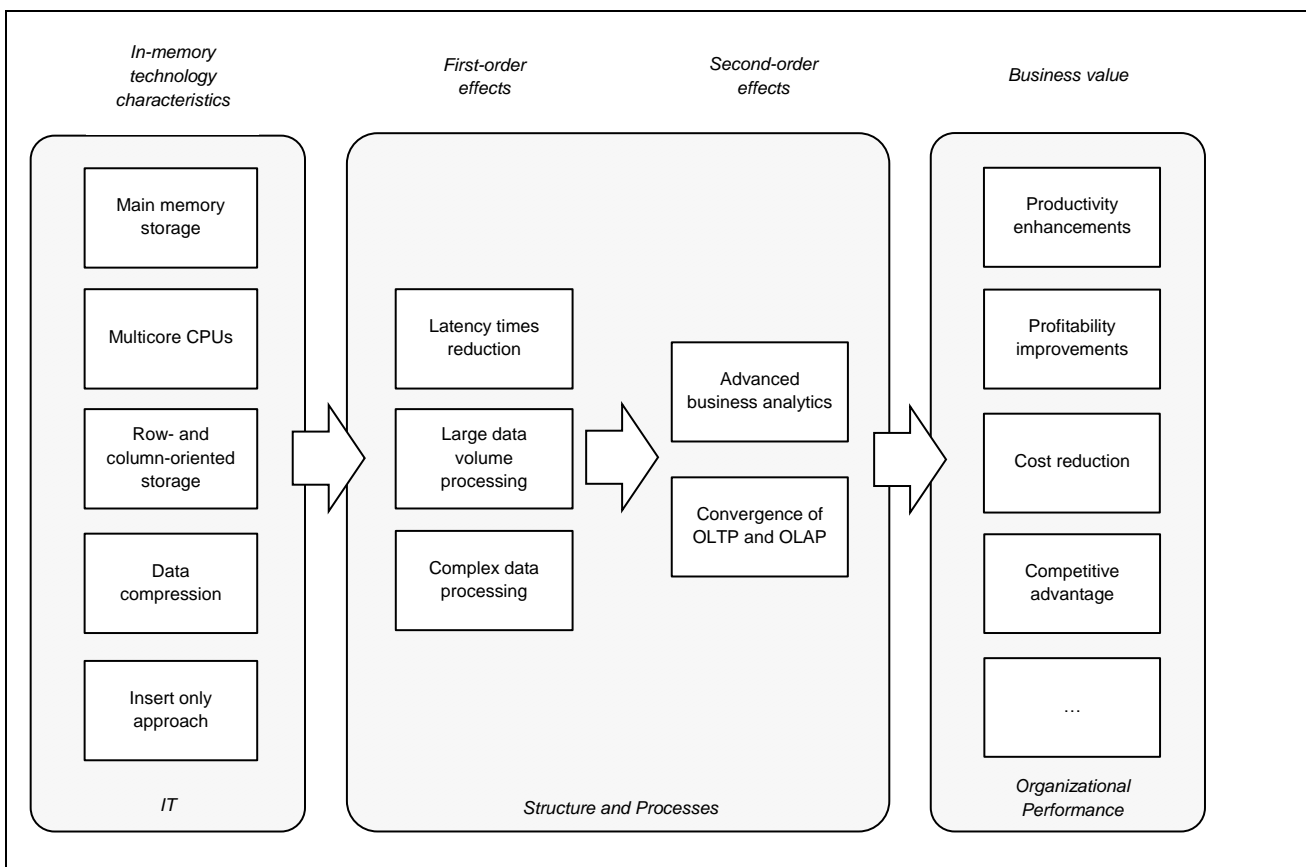 In-memory
technology
characteristics
First-order
effects
Second-order
effects
Business value
Main memory
storage
Multicore CPUs
Row- and
column-oriented
storage
Data
compression
Insert only
approach
IT
Latency times
reduction
Large data
volume
processing
Complex data
processing
Advanced
business analytics
Convergence of
OLTP and OLAP
Structure and Processes
Productivity
enhancements
Profitability
improvements
Cost reduction
Competitive
advantage
…
Organizational
Performance